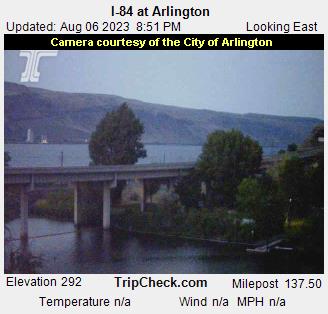 I-84 at Arlington
Updated: Aug 06 2023 8:51 PM Looking East
Camera courtesy of the City of Arlington
Elevation 292 TripCheck.com Milepost 137.50
Temperature n/a Wind n/a MPH n/a